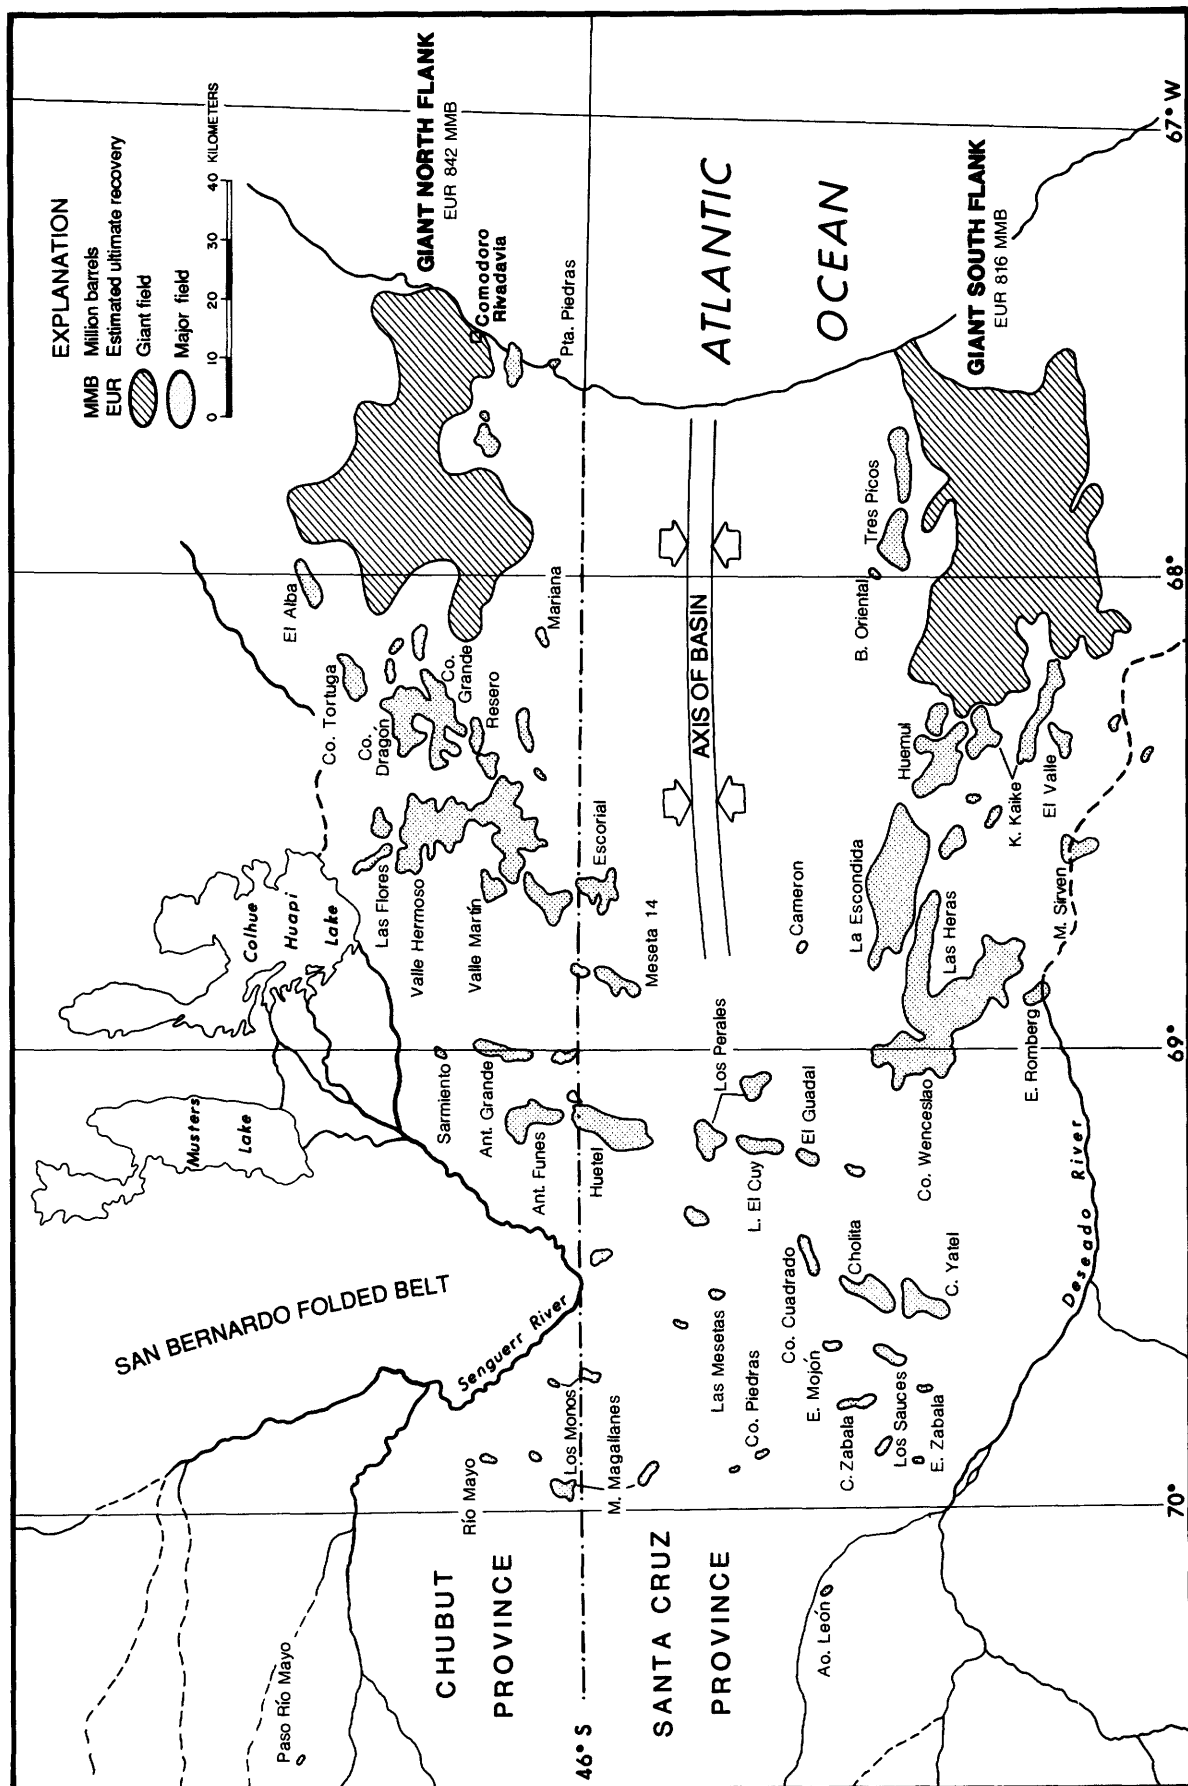 EXPLANATION
MMB Million barrels
EUR Estimated ultimate recovery
Giant field
Major field
0 10 20 30 40 KILOMETERS
GIANT NORTH FLANK
EUR 842 MMB
Comodoro
Rivadavia
Pta. Piedras
ATLANTIC
OCEAN
GIANT SOUTH FLANK
EUR 816 MMB
El Alba
Co. Tortuga
Co.
Dragón
Co.
Grande
Resero
Mariana
Colhue
Huapi
Lake
Las Flores
Valle Hermoso
Valle Martín
Escorial
Meseta 14
Musters
Lake
Sarmiento
Ant. Grande
Ant. Funes
Huetel
SAN BERNARDO FOLDED BELT
Senguerr River
Río Mayo
Los Monos
M. Magallanes
Paso Río Mayo
CHUBUT
PROVINCE
46° S
SANTA CRUZ
PROVINCE
AXIS OF BASIN
Tres Picos
B. Oriental
Huemul
K. Kaike
El Valle
Cameron
La Escondida
Las Heras
M. Sirven
E. Romberg
Los Perales
El Guadal
L. El Cuy
Co. Wenceslao
Deseado River
Las Mesetas
Co. Piedras
Co. Cuadrado
Cholita
C. Yatel
E. Mojón
C. Zabala
Los Sauces
E. Zabala
Ao. León
70°
69°
68°
67° W